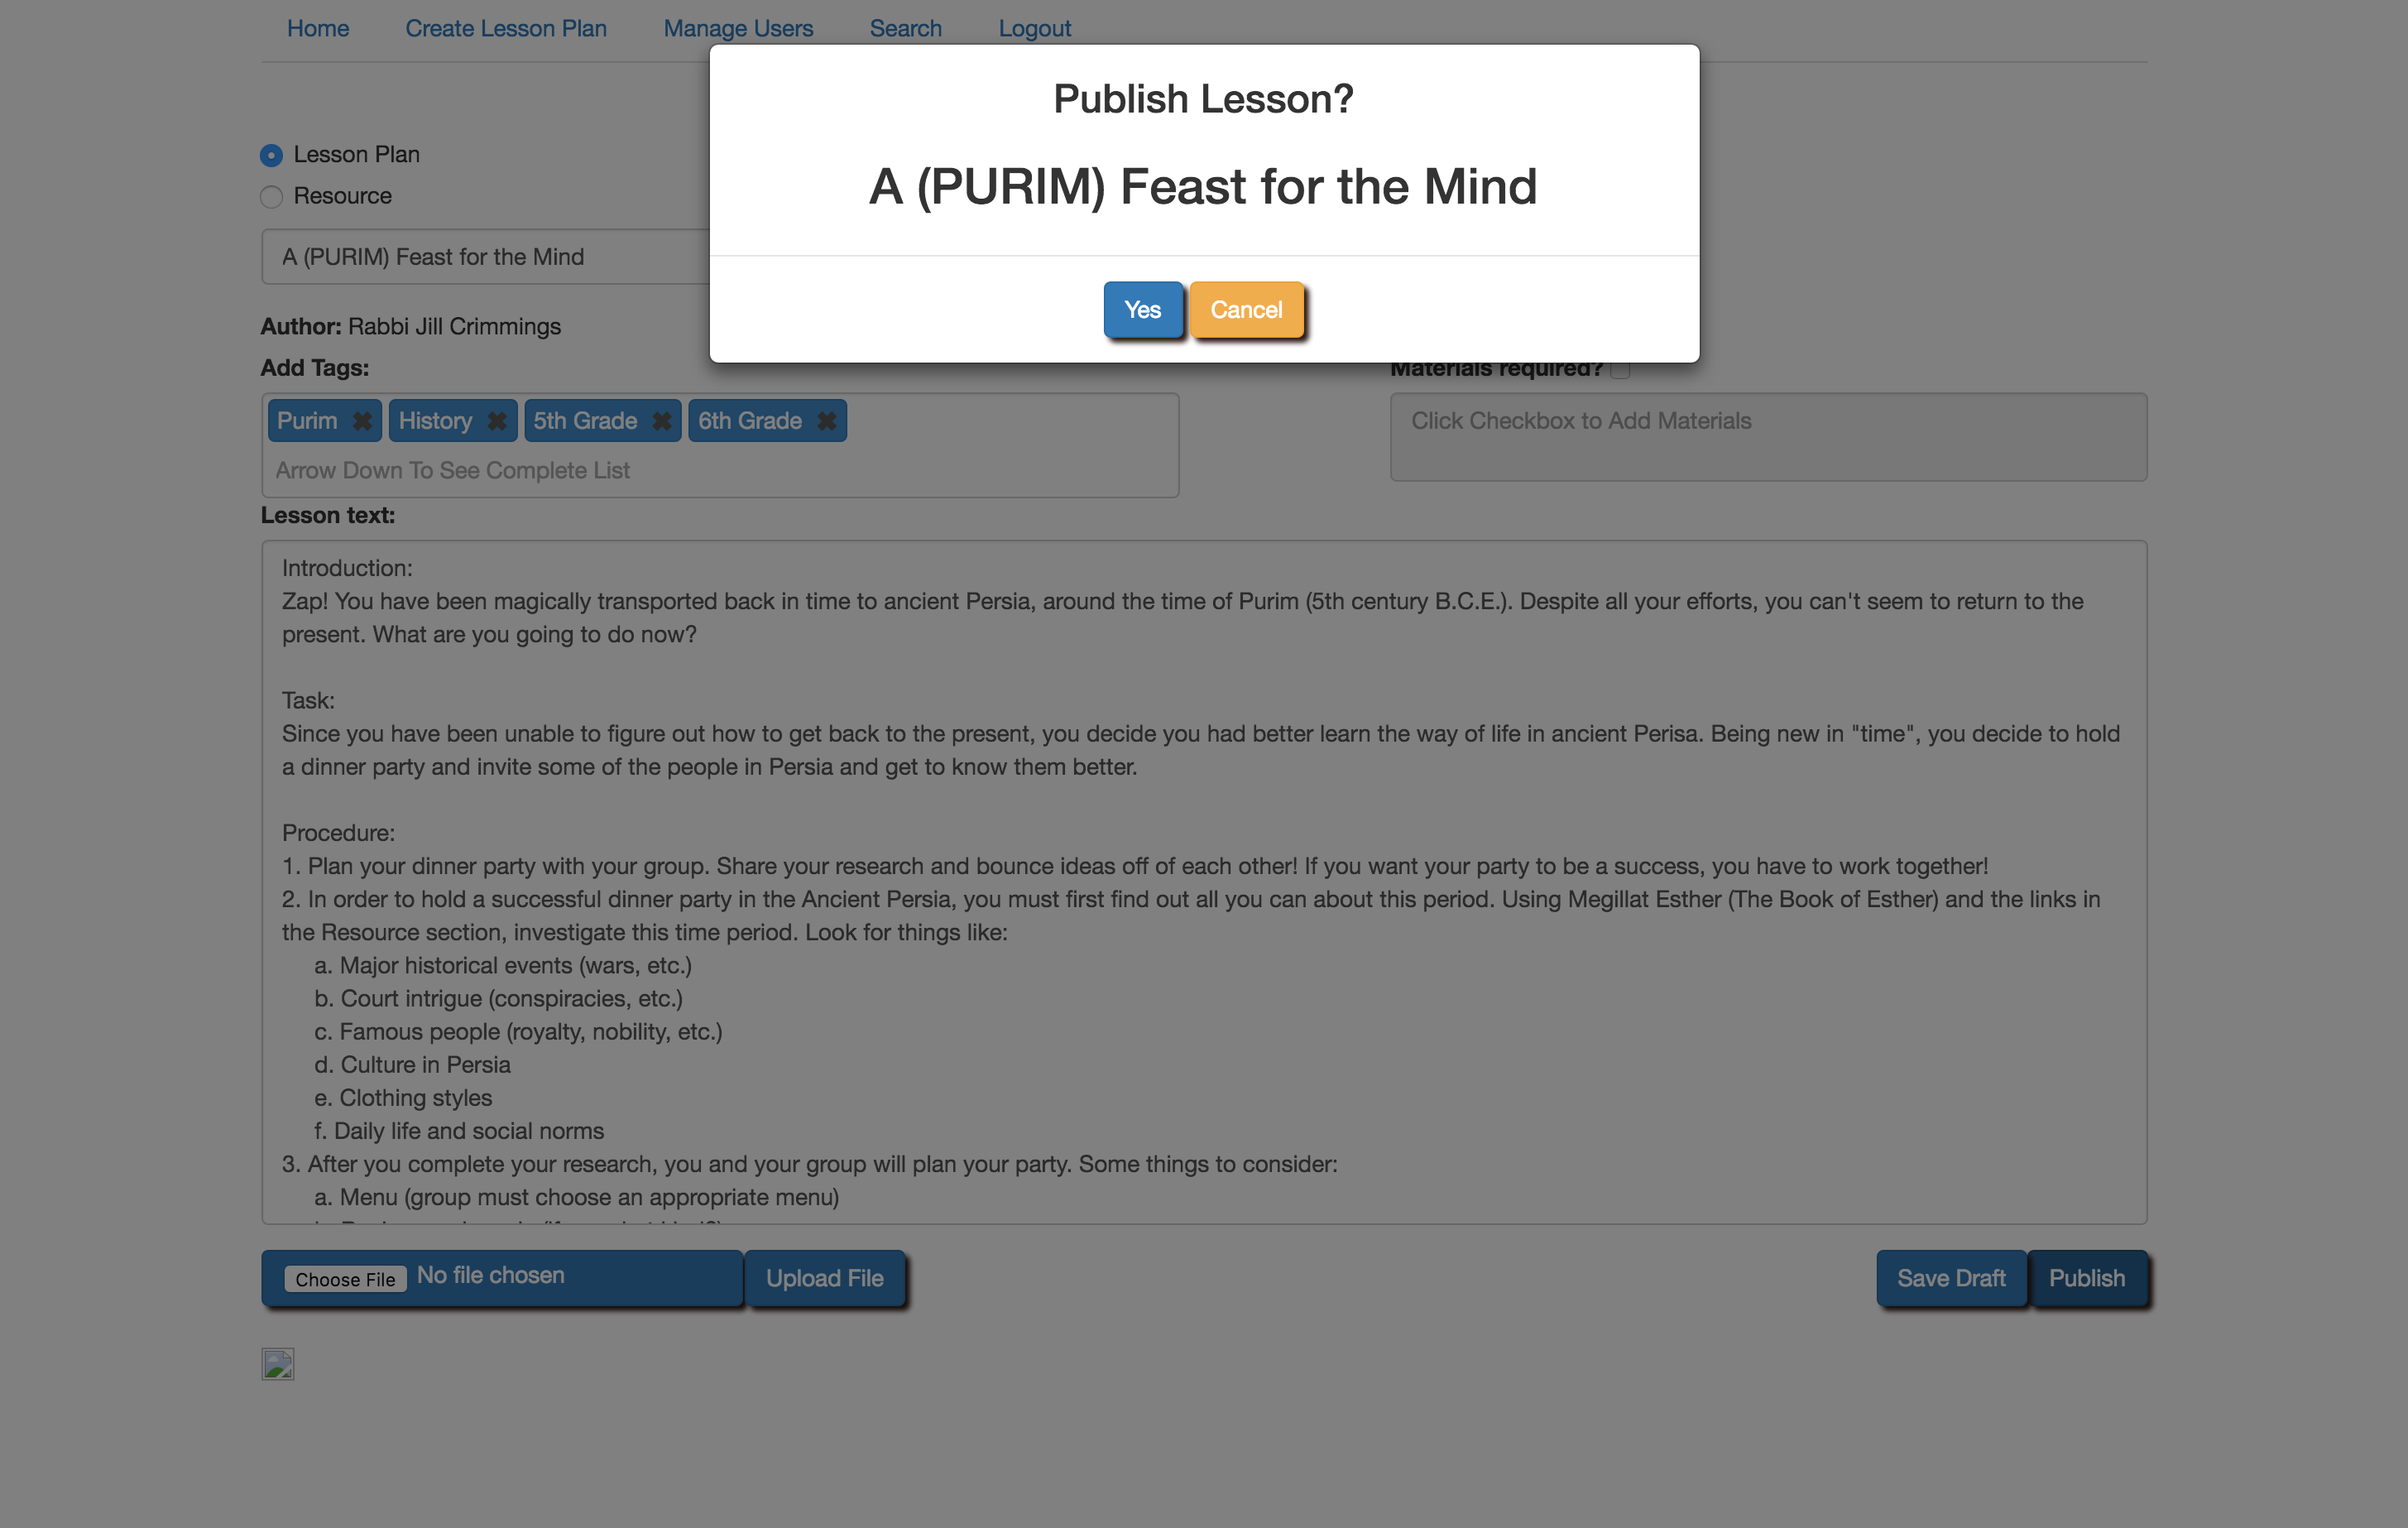 Home Create Lesson Plan Manage Users Search Logout
Publish Lesson?
A (PURIM) Feast for the Mind
Yes Cancel
Lesson Plan
Resource
A (PURIM) Feast for the Mind
Author: Rabbi Jill Crimmings
Add Tags:
Materials required?
Purim ✖ History ✖ 5th Grade ✖ 6th Grade ✖
Arrow Down To See Complete List
Click Checkbox to Add Materials
Lesson text:
Introduction:
Zap! You have been magically transported back in time to ancient Persia, around the time of Purim (5th century B.C.E.). Despite all your efforts, you can't seem to return to the
present. What are you going to do now?
Task:
Since you have been unable to figure out how to get back to the present, you decide you had better learn the way of life in ancient Perisa. Being new in "time", you decide to hold
a dinner party and invite some of the people in Persia and get to know them better.
Procedure:
1. Plan your dinner party with your group. Share your research and bounce ideas off of each other! If you want your party to be a success, you have to work together!
2. In order to hold a successful dinner party in the Ancient Persia, you must first find out all you can about this period. Using Megillat Esther (The Book of Esther) and the links in
the Resource section, investigate this time period. Look for things like:
a. Major historical events (wars, etc.)
b. Court intrigue (conspiracies, etc.)
c. Famous people (royalty, nobility, etc.)
d. Culture in Persia
e. Clothing styles
f. Daily life and social norms
3. After you complete your research, you and your group will plan your party. Some things to consider:
a. Menu (group must choose an appropriate menu)
Choose File No file chosen Upload File
Save Draft Publish